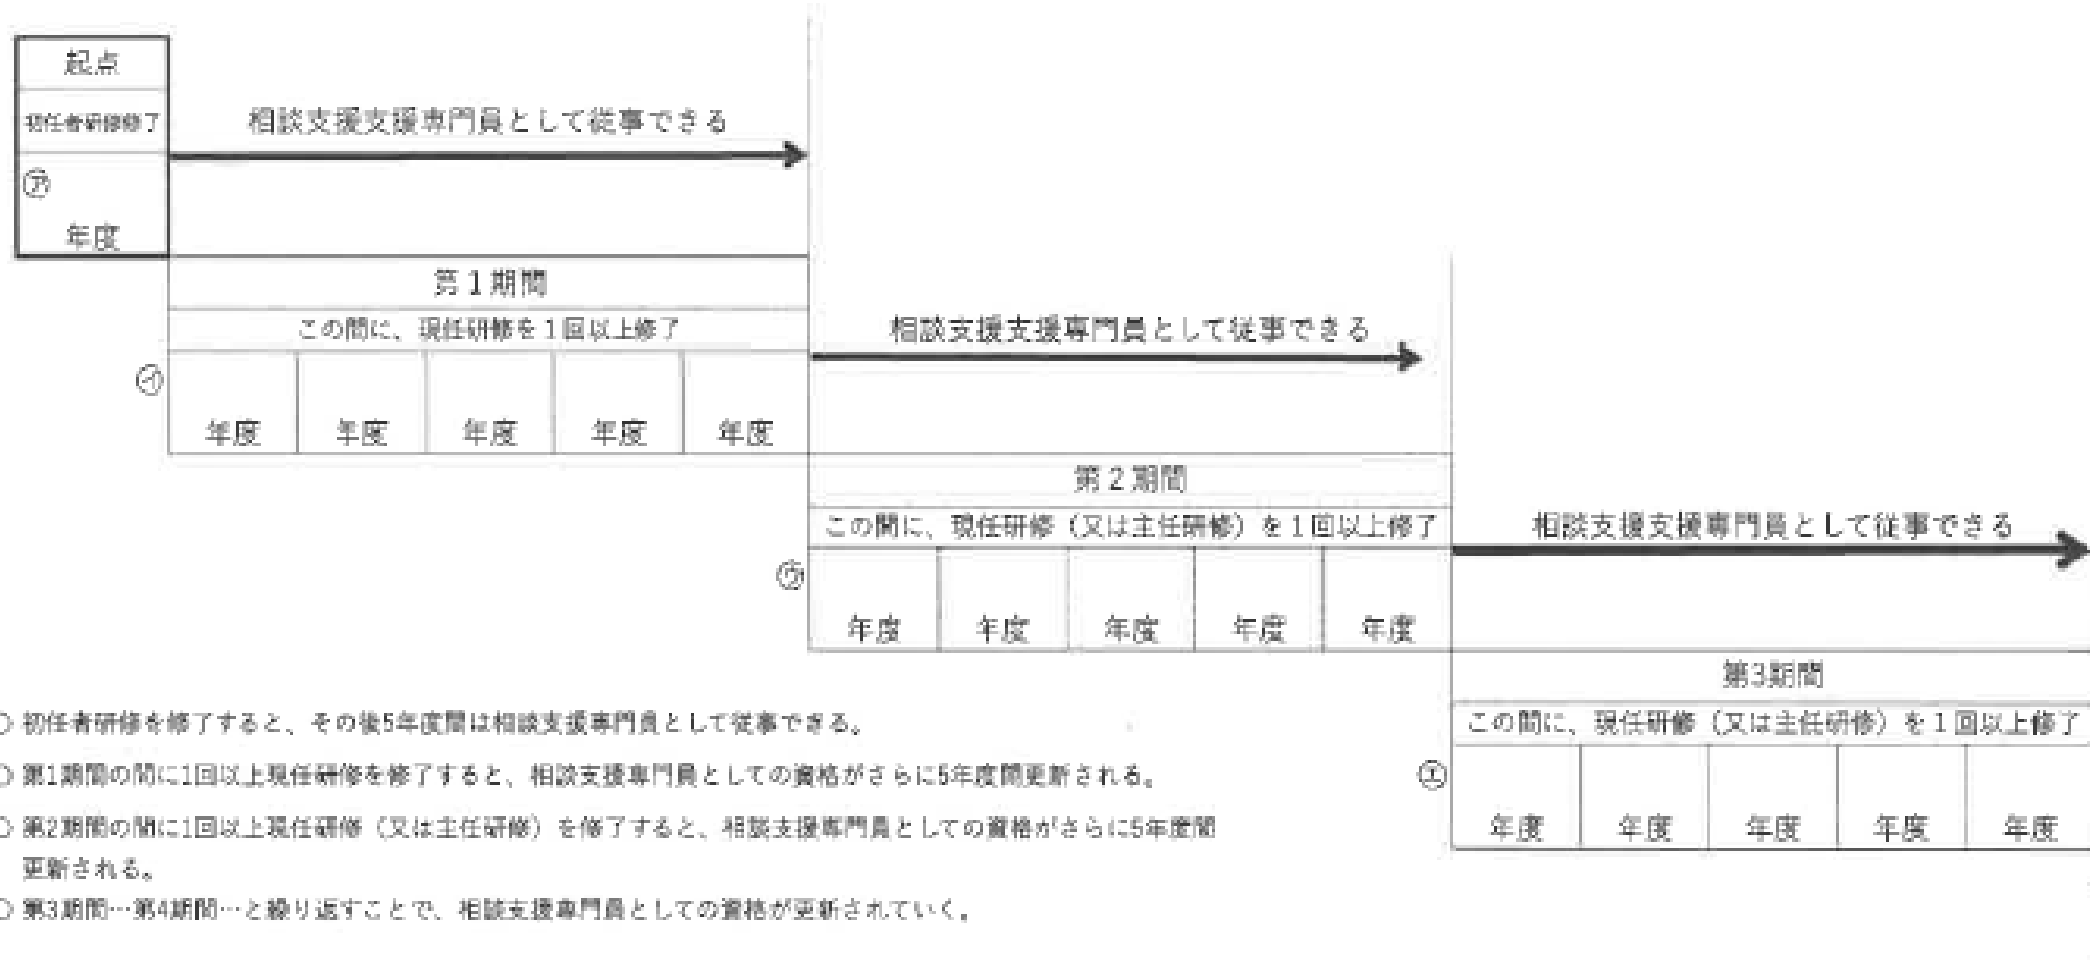 起点
初任者研修修了
㋐
年度
相談支援支援専門員として従事できる
第１期間
この間に、現任研修を１回以上修了
㋑
年度 年度 年度 年度 年度
相談支援支援専門員として従事できる
第２期間
この間に、現任研修（又は主任研修）を１回以上修了
㋒
年度 年度 年度 年度 年度
相談支援支援専門員として従事できる
第3期間
この間に、現任研修（又は主任研修）を１回以上修了
㋓
年度 年度 年度 年度 年度
○ 初任者研修を修了すると、その後5年度間は相談支援専門員として従事できる。
○ 第1期間の間に1回以上現任研修を修了すると、相談支援専門員としての資格がさらに5年度間更新される。
○ 第2期間の間に1回以上現任研修（又は主任研修）を修了すると、相談支援専門員としての資格がさらに5年度間
更新される。
○ 第3期間…第4期間…と繰り返すことで、相談支援専門員としての資格が更新されていく。